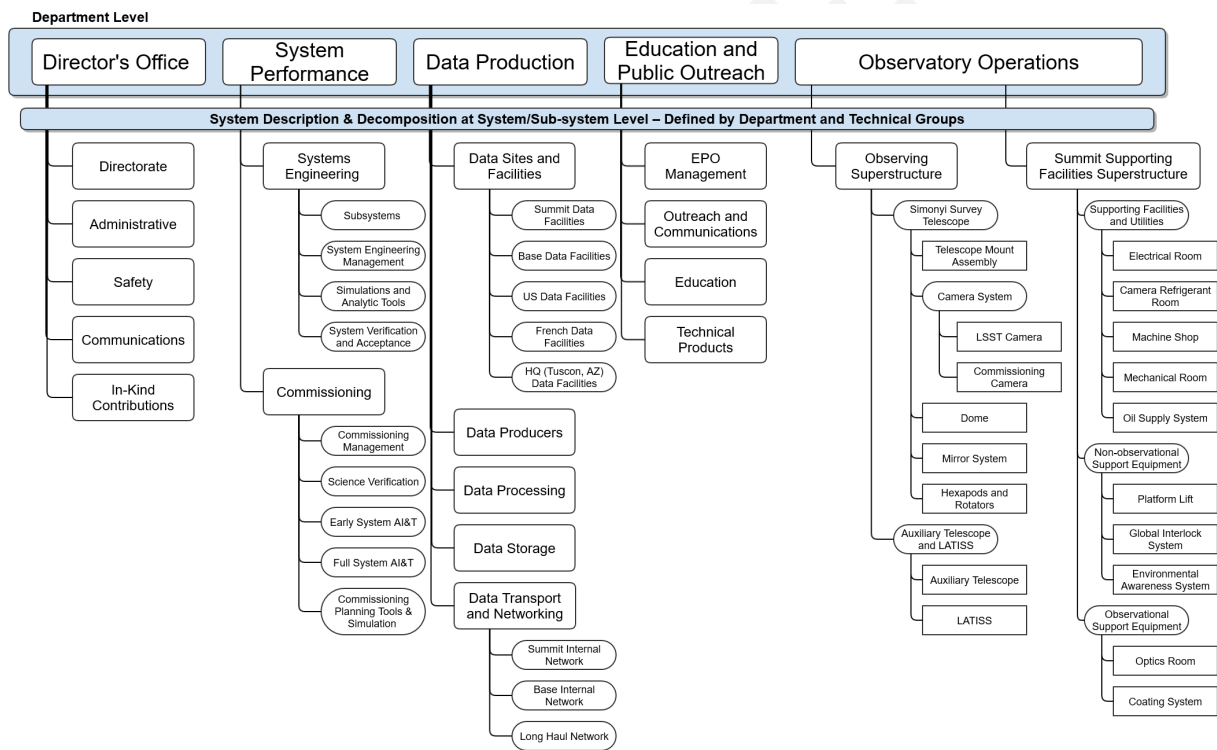 Department Level
Director's Office
System
Performance
Data Production
Education and
Public Outreach
Observatory Operations
System Description & Decomposition at System/Sub-system Level – Defined by Department and Technical Groups
Directorate
Administrative
Safety
Communications
In-Kind
Contributions
Systems
Engineering
Subsystems
System Engineering
Management
Simulations and
Analytic Tools
System Verification
and Acceptance
Commissioning
Commissioning
Management
Science Verification
Early System AI&T
Full System AI&T
Commissioning
Planning Tools &
Simulation
Data Sites and
Facilities
Summit Data
Facilities
Base Data Facilities
US Data Facilities
French Data
Facilities
HQ (Tuscon, AZ)
Data Facilities
Data Producers
Data Processing
Data Storage
Data Transport
and Networking
Summit Internal
Network
Base Internal
Network
Long Haul Network
EPO
Management
Outreach and
Communications
Education
Technical
Products
Observing
Superstructure
Simonyi Survey
Telescope
Telescope Mount
Assembly
Camera System
LSST Camera
Commissioning
Camera
Dome
Mirror System
Hexapods and
Rotators
Auxiliary Telescope
and LATISS
Auxiliary Telescope
LATISS
Summit Supporting
Facilities Superstructure
Supporting Facilities
and Utilities
Electrical Room
Camera Refrigerant
Room
Machine Shop
Mechanical Room
Oil Supply System
Non-observational
Support Equipment
Platform Lift
Global Interlock
System
Environmental
Awareness System
Observational
Support Equipment
Optics Room
Coating System